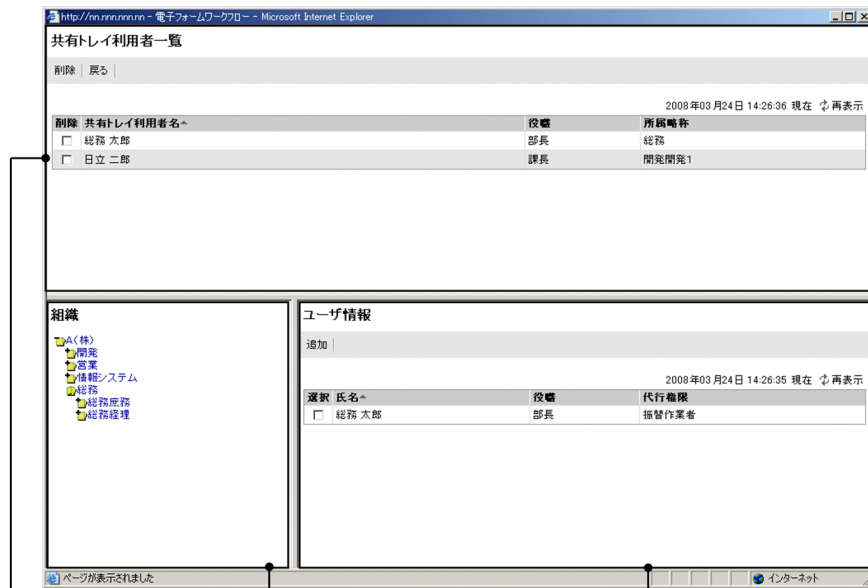 http://nn.nnn.nnn.nn - 電子フォームワークフロー - Microsoft Internet Explorer
共有トレイ利用者一覧
削除 戻る
2008年03月24日 14:26:36 現在 再表示
削除 共有トレイ利用者名 役職 所属略称
総務 太郎 部長 総務
日立 二郎 課長 開発開発1
組織
A(株)
開発
営業
情報システム
総務
総務庶務
総務経理
ユーザ情報
追加
2008年03月24日 14:26:35 現在 再表示
選択 氏名 役職 代行権限
総務 太郎 部長 振替作業者
ページが表示されました インターネット